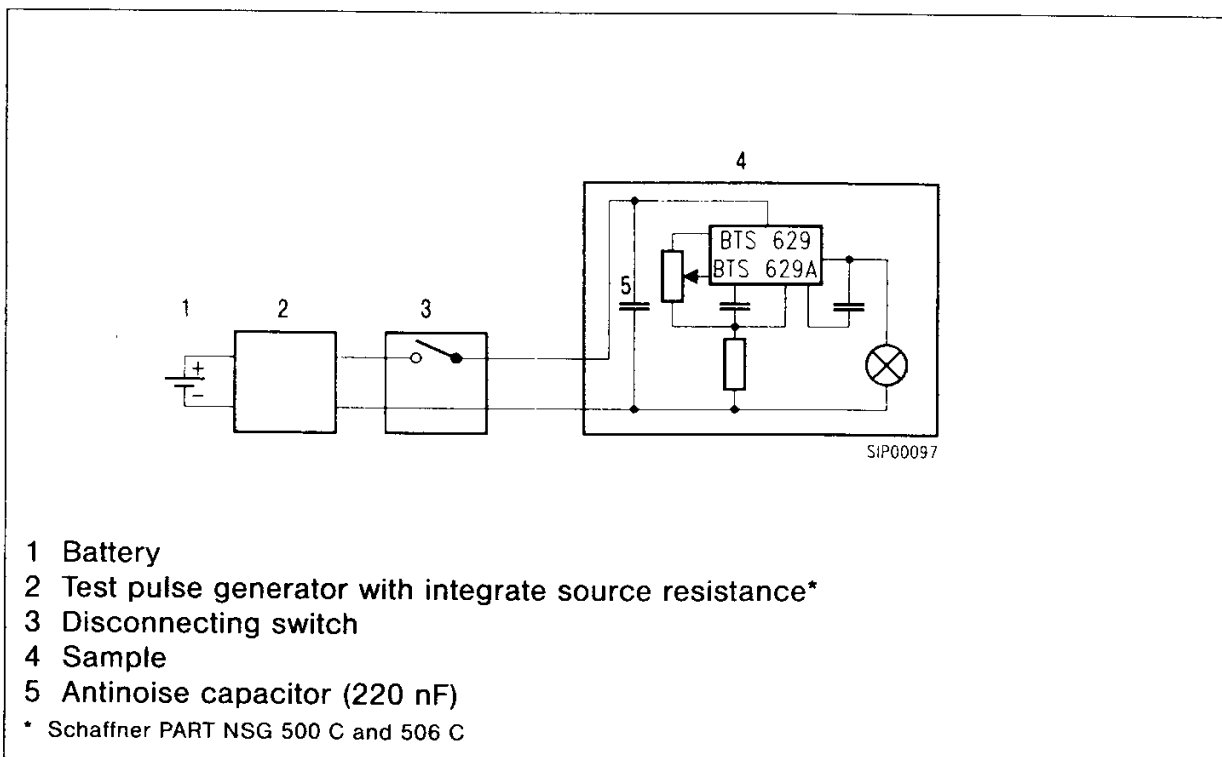 4
BTS 629
BTS 629A
5
1 2 3
+
−
SIP00097
1 Battery
2 Test pulse generator with integrate source resistance*
3 Disconnecting switch
4 Sample
5 Antinoise capacitor (220 nF)
* Schaffner PART NSG 500 C and 506 C